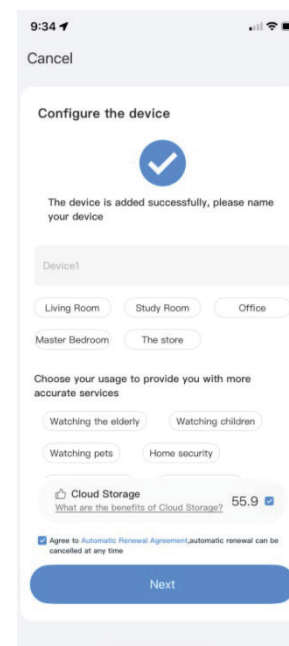 9:34
Cancel
Configure the device
The device is added successfully, please name
your device
Device1
Living Room Study Room Office
Master Bedroom The store
Choose your usage to provide you with more
accurate services
Watching the elderly Watching children
Watching pets Home security
Cloud Storage
What are the benefits of Cloud Storage? 55.9
Agree to Automatic Renewal Agreement,automatic renewal can be
cancelled at any time
Next